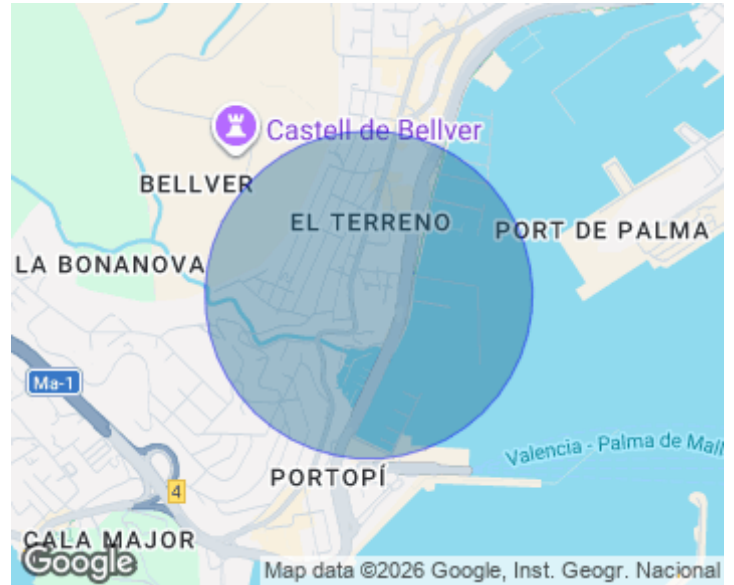 Castell de Bellver
BELLVER
EL TERRENO
PORT DE PALMA
LA BONANOVA
Ma-1
Valencia - Palma de Mall
PORTOPÍ
4
CALA MAJOR
Google
Map data ©2026 Google, Inst. Geogr. Nacional